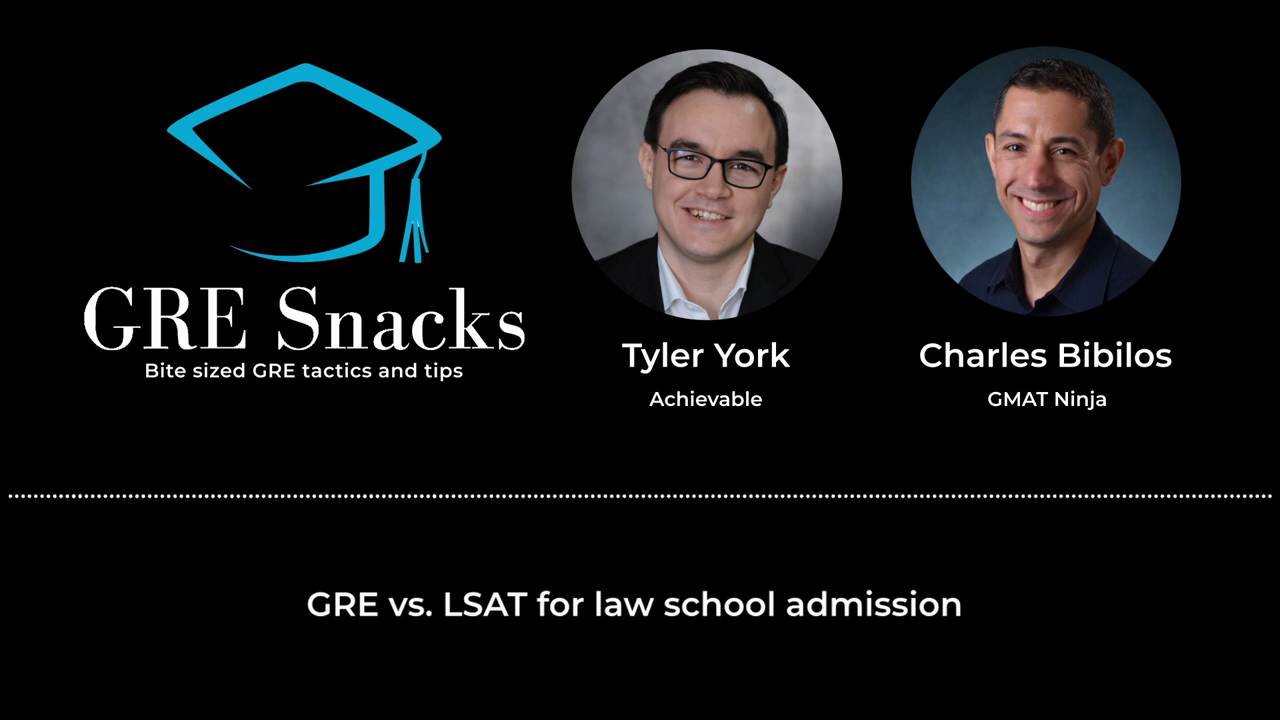 GRE Snacks
Bite sized GRE tactics and tips
Tyler York
Achievable
Charles Bibilos
GMAT Ninja
GRE vs. LSAT for law school admission